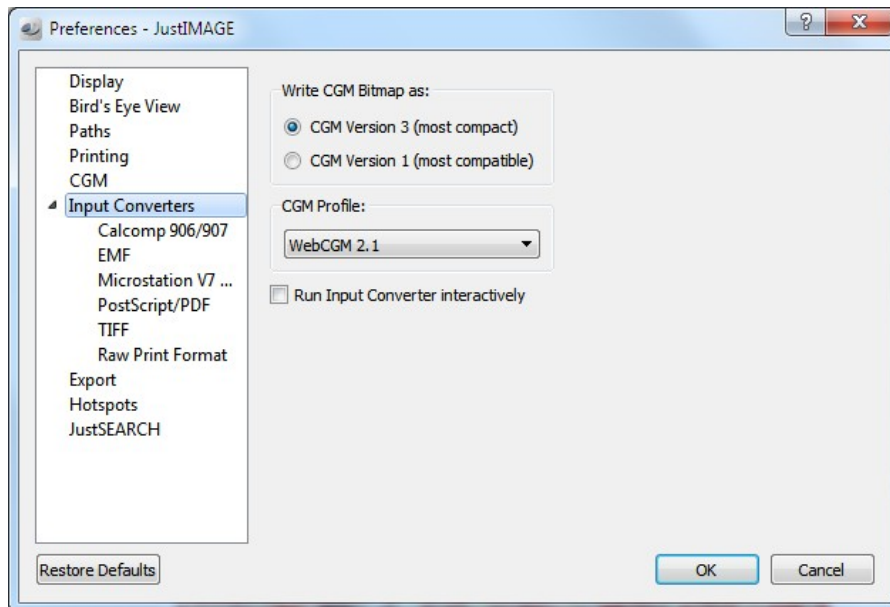 Preferences - JustIMAGE
Display
Bird's Eye View
Paths
Printing
CGM
Input Converters
Calcomp 906/907
EMF
Microstation V7 ...
PostScript/PDF
TIFF
Raw Print Format
Export
Hotspots
JustSEARCH
Write CGM Bitmap as:
CGM Version 3 (most compact)
CGM Version 1 (most compatible)
CGM Profile:
WebCGM 2.1
Run Input Converter interactively
Restore Defaults
OK
Cancel